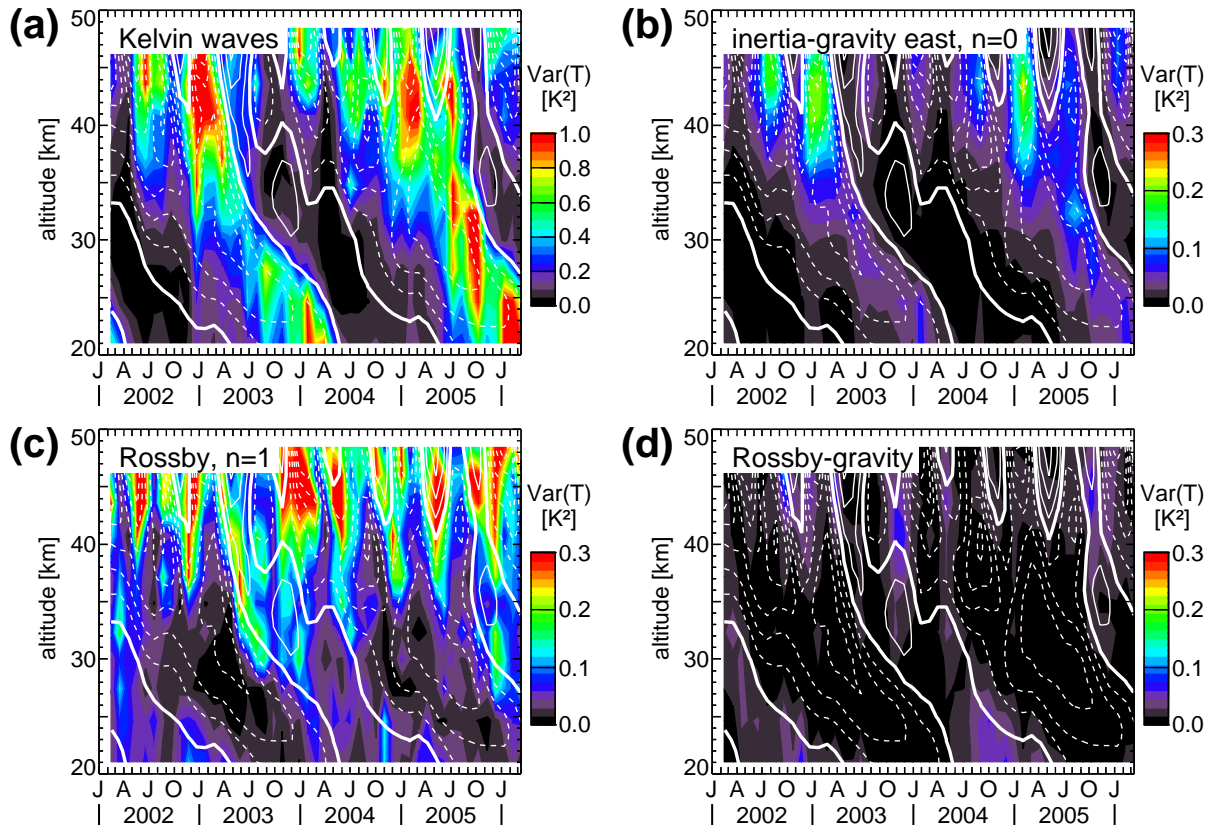 (a)
Kelvin waves
50
40
30
20
altitude [km]
J A J O J A J O J A J O J A J O J
| 2002 | 2003 | 2004 | 2005 |
Var(T)
[K²]
1.0
0.8
0.6
0.4
0.2
0.0
(b)
inertia-gravity east, n=0
50
40
30
20
altitude [km]
J A J O J A J O J A J O J A J O J
| 2002 | 2003 | 2004 | 2005 |
Var(T)
[K²]
0.3
0.2
0.1
0.0
(c)
Rossby, n=1
50
40
30
20
altitude [km]
J A J O J A J O J A J O J A J O J
| 2002 | 2003 | 2004 | 2005 |
Var(T)
[K²]
0.3
0.2
0.1
0.0
(d)
Rossby-gravity
50
40
30
20
altitude [km]
J A J O J A J O J A J O J A J O J
| 2002 | 2003 | 2004 | 2005 |
Var(T)
[K²]
0.3
0.2
0.1
0.0